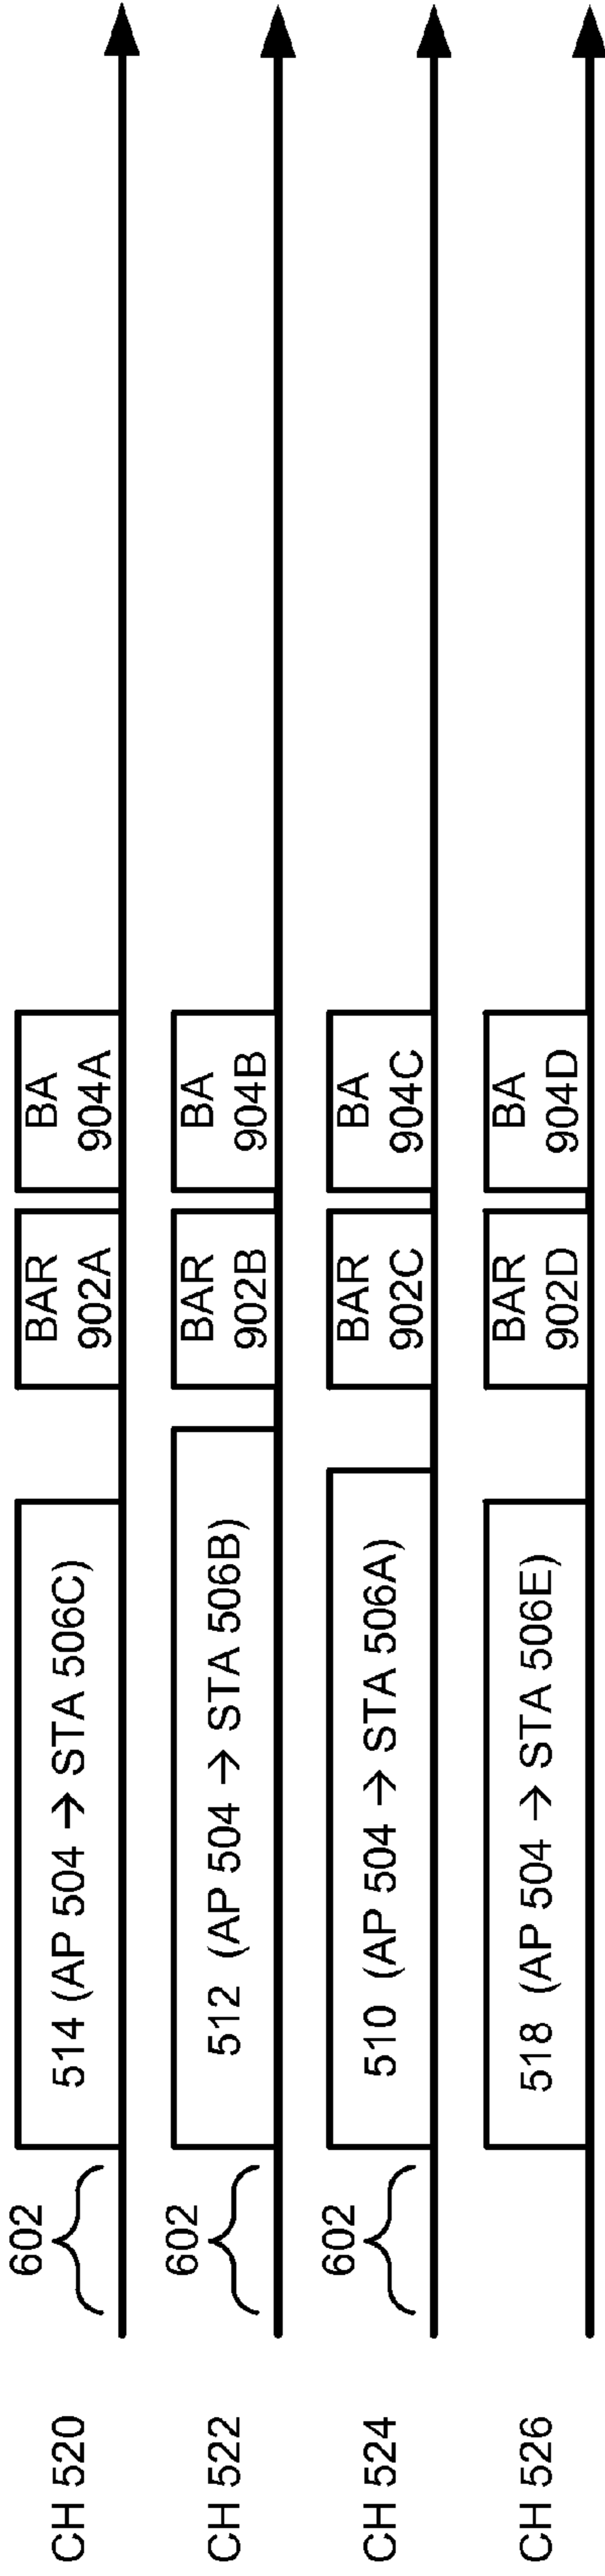 602
CH 520
514 (AP 504 → STA 506C)
BAR
902A
BA
904A
602
CH 522
512 (AP 504 → STA 506B)
BAR
902B
BA
904B
602
CH 524
510 (AP 504 → STA 506A)
BAR
902C
BA
904C
CH 526
518 (AP 504 → STA 506E)
BAR
902D
BA
904D